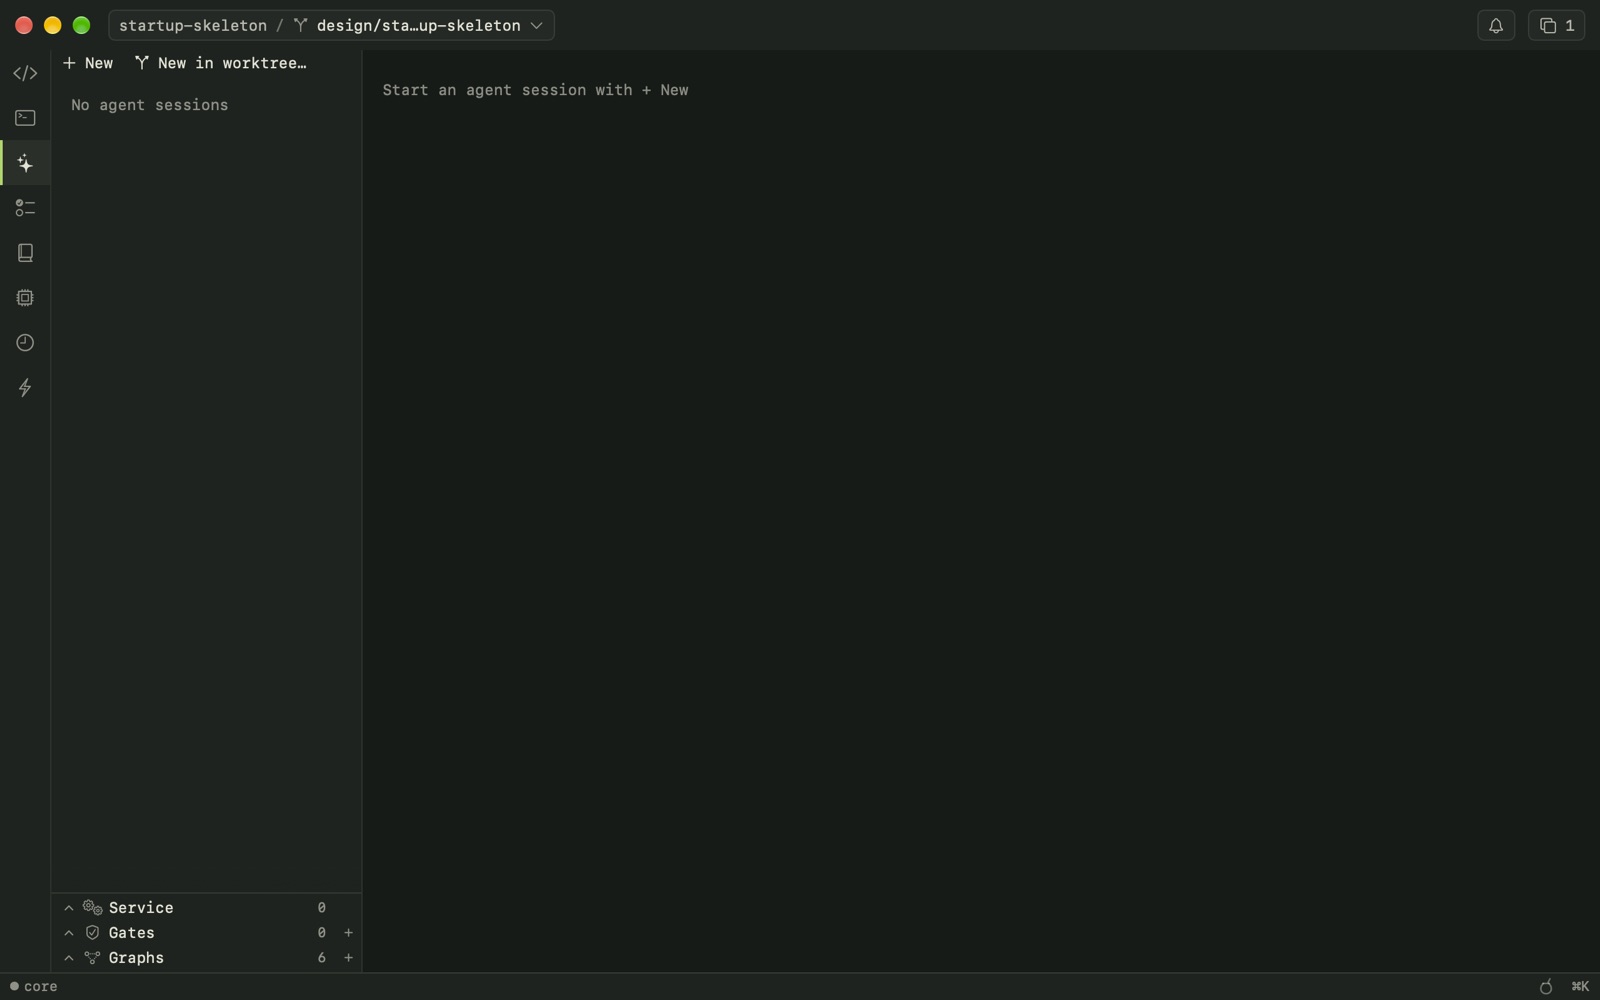 startup-skeleton / design/sta…up-skeleton
1
New
New in worktree…
No agent sessions
Start an agent session with + New
Service 0
Gates 0 +
Graphs 6 +
core
⌘K